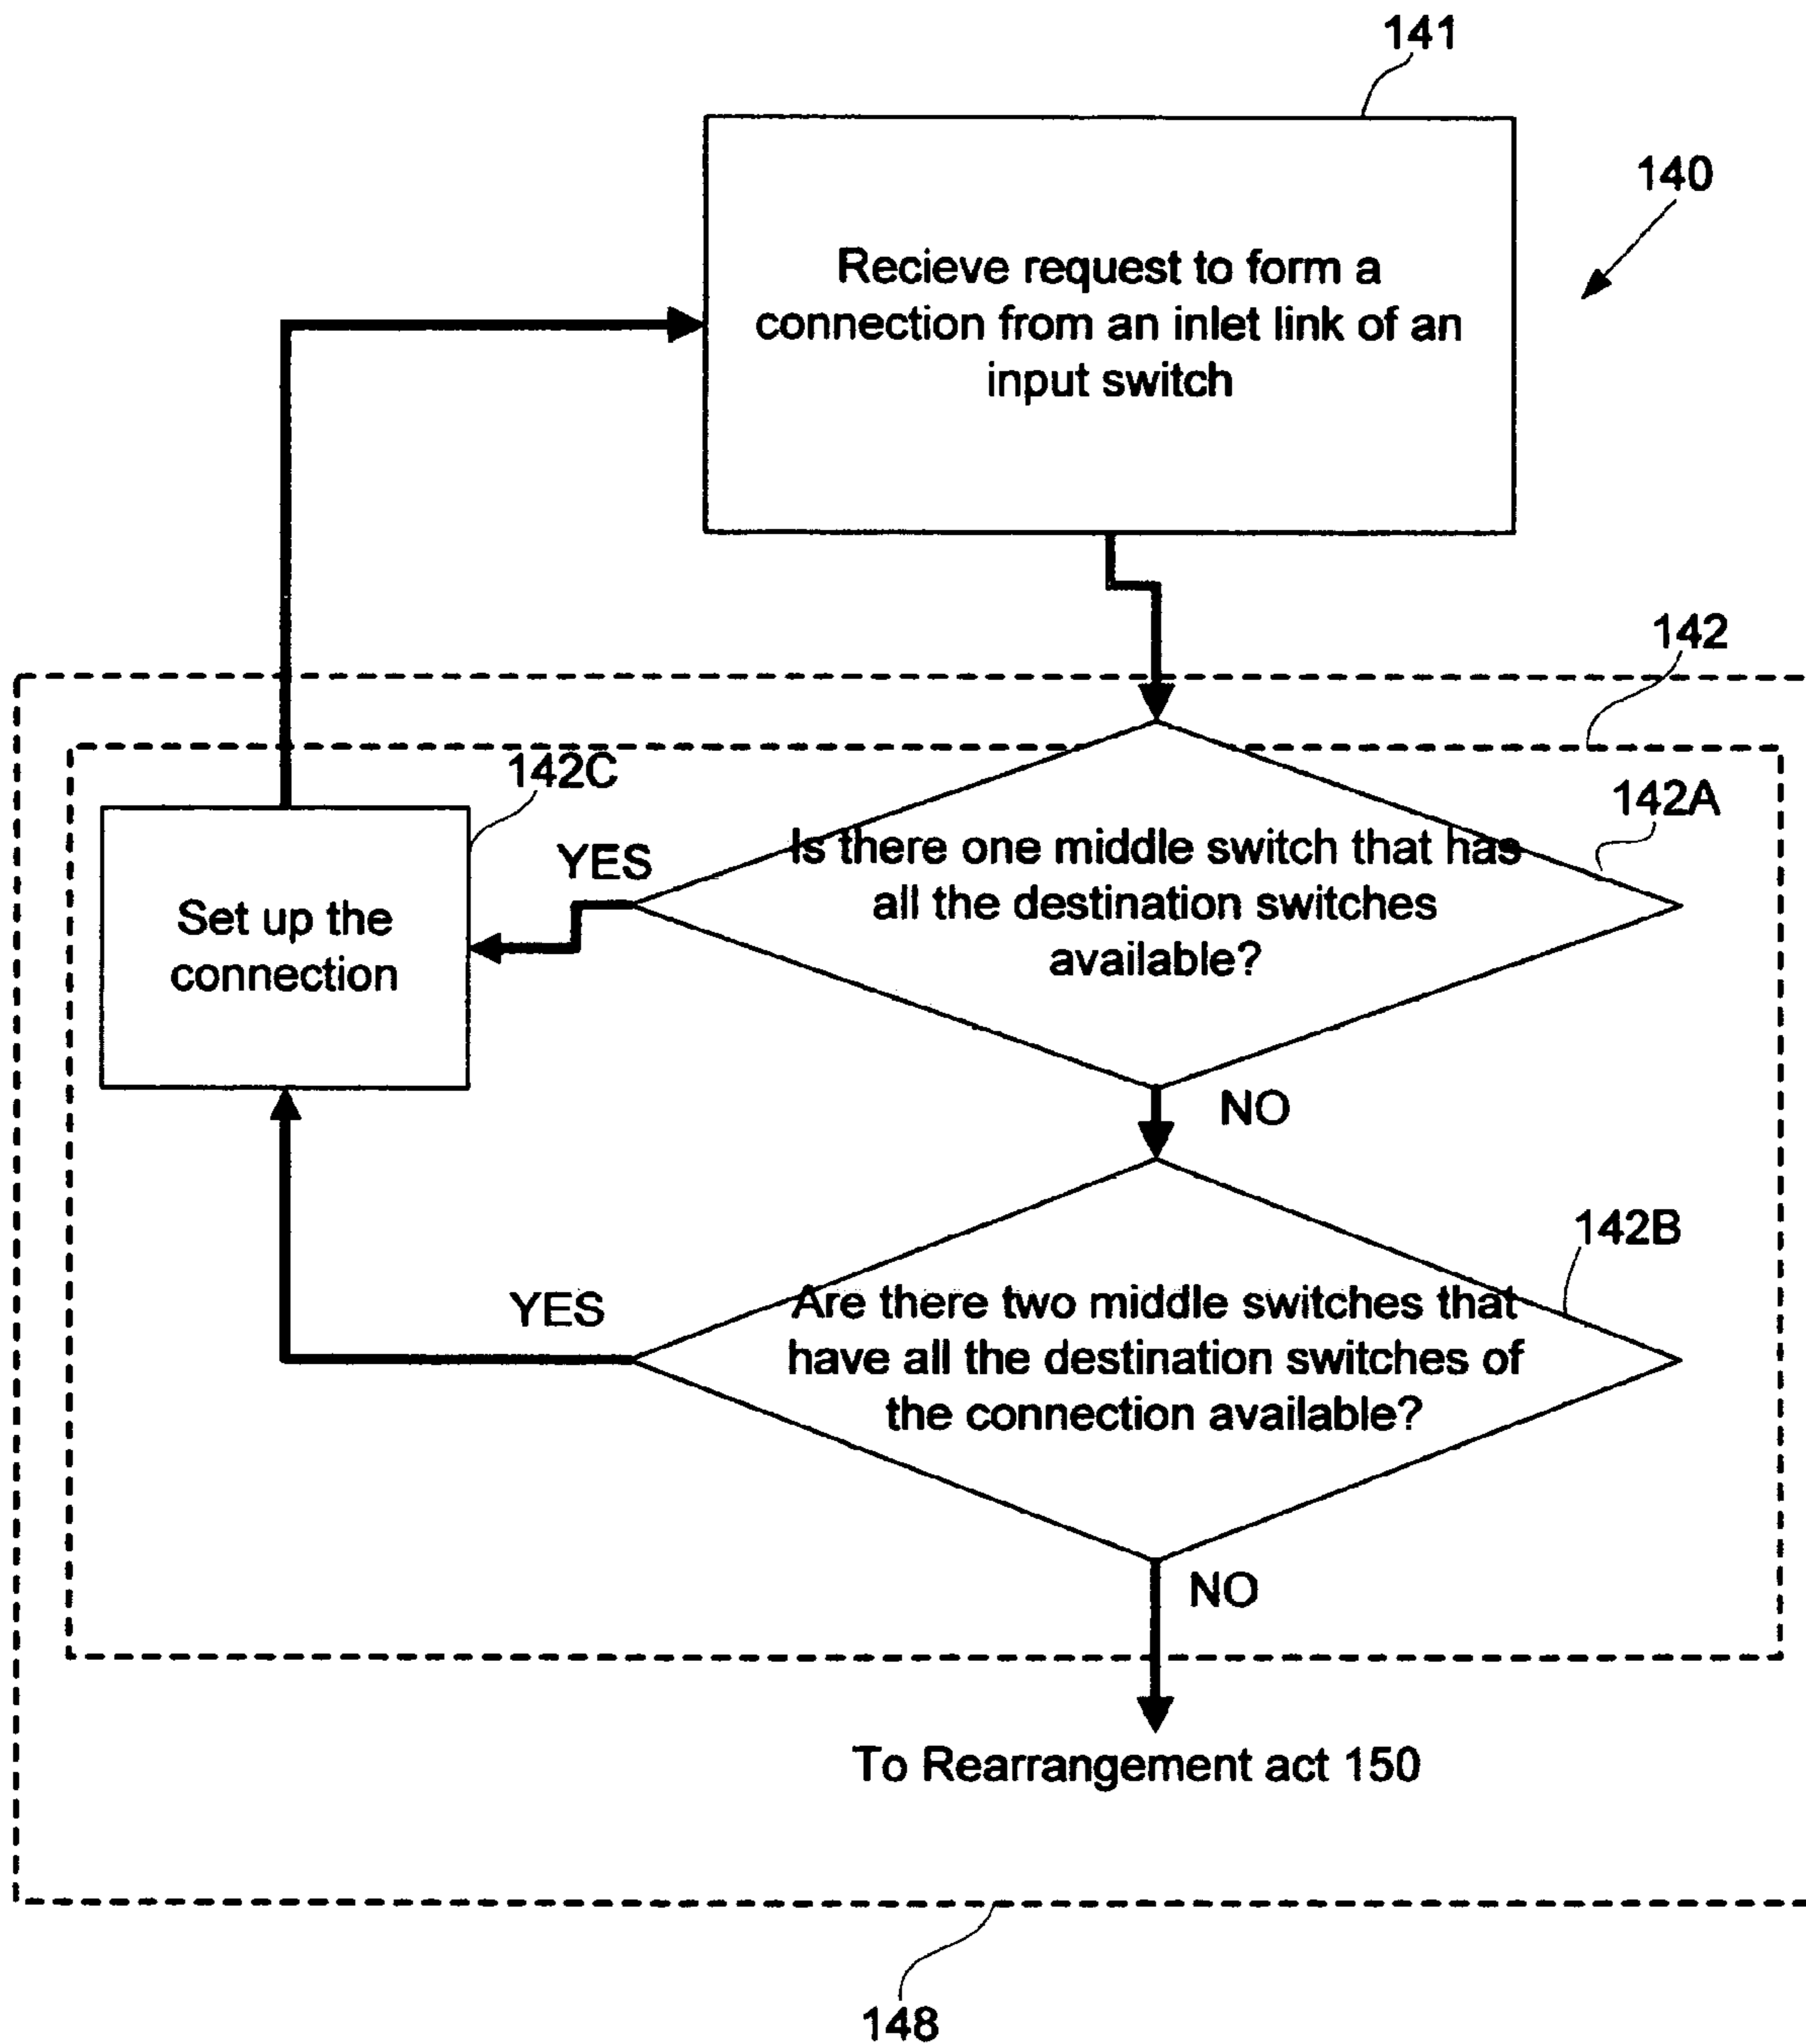 141
140
Recieve request to form a
connection from an inlet link of an
input switch
142
142C
142A
YES
Is there one middle switch that has
all the destination switches
available?
Set up the
connection
NO
142B
YES
Are there two middle switches that
have all the destination switches of
the connection available?
NO
To Rearrangement act 150
148